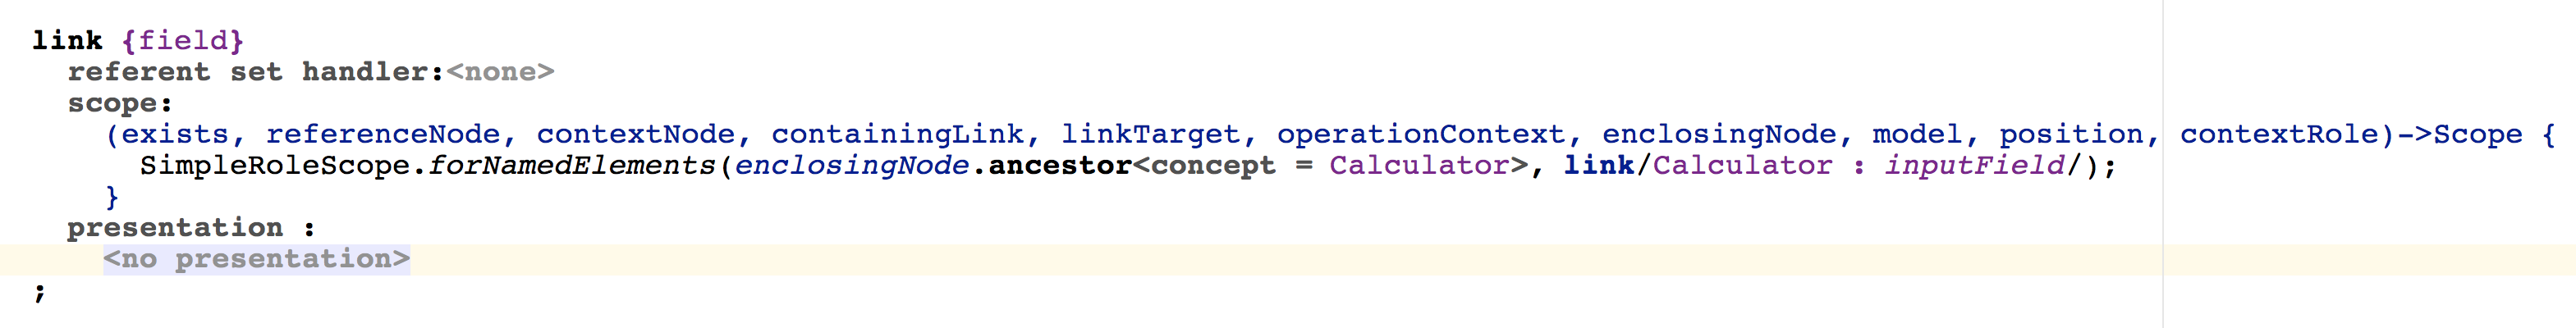 link {field}
referent set handler:<none>
scope:
(exists, referenceNode, contextNode, containingLink, linkTarget, operationContext, enclosingNode, model, position, contextRole)->Scope {
SimpleRoleScope.forNamedElements(enclosingNode.ancestor<concept = Calculator>, link/Calculator : inputField/);
}
presentation :
<no presentation>
;